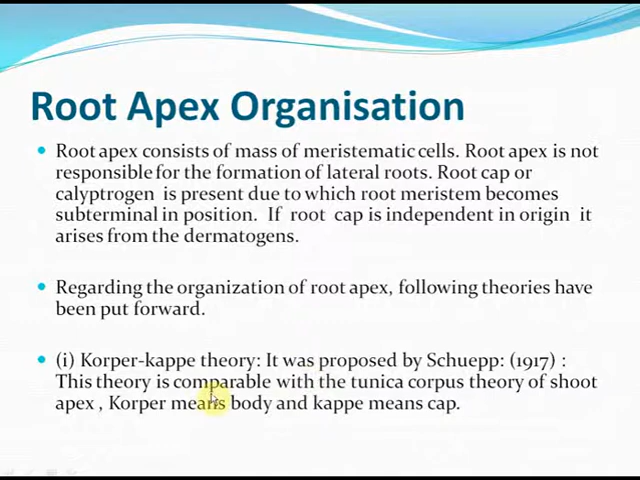 Root Apex Organisation
Root apex consists of mass of meristematic cells. Root apex is not
responsible for the formation of lateral roots. Root cap or
calyptrogen is present due to which root meristem becomes
subterminal in position. If root cap is independent in origin it
arises from the dermatogens.
Regarding the organization of root apex, following theories have
been put forward.
(i) Korper-kappe theory: It was proposed by Schuepp: (1917) :
This theory is comparable with the tunica corpus theory of shoot
apex , Korper means body and kappe means cap.